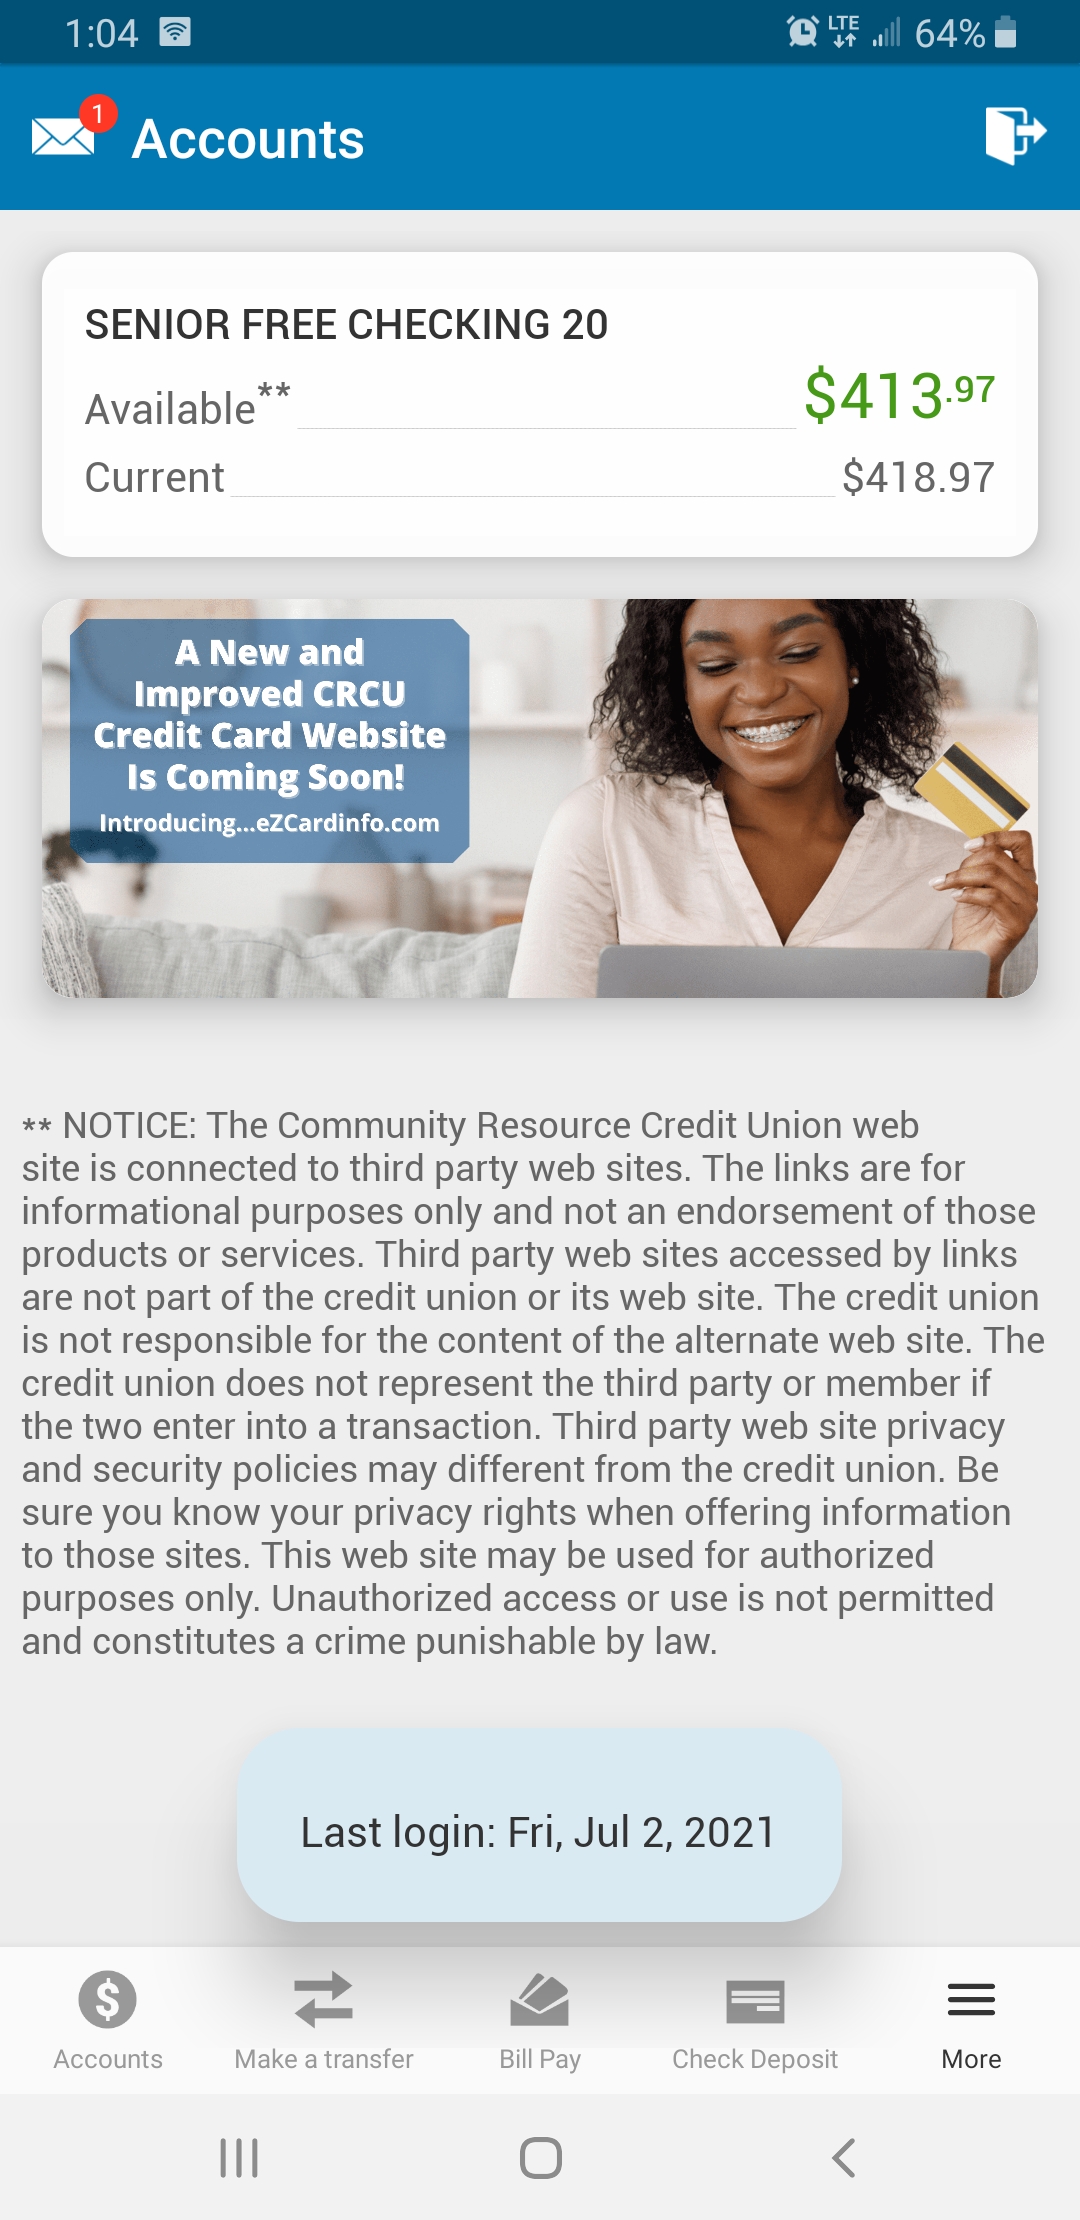 1:04
LTE
64%
1
Accounts
SENIOR FREE CHECKING 20
Available** $413.97
Current $418.97
A New and
Improved CRCU
Credit Card Website
Is Coming Soon!
Introducing...eZCardinfo.com
** NOTICE: The Community Resource Credit Union web
site is connected to third party web sites. The links are for
informational purposes only and not an endorsement of those
products or services. Third party web sites accessed by links
are not part of the credit union or its web site. The credit union
is not responsible for the content of the alternate web site. The
credit union does not represent the third party or member if
the two enter into a transaction. Third party web site privacy
and security policies may different from the credit union. Be
sure you know your privacy rights when offering information
to those sites. This web site may be used for authorized
purposes only. Unauthorized access or use is not permitted
and constitutes a crime punishable by law.
Last login: Fri, Jul 2, 2021
$
Accounts
Make a transfer
Bill Pay
Check Deposit
More